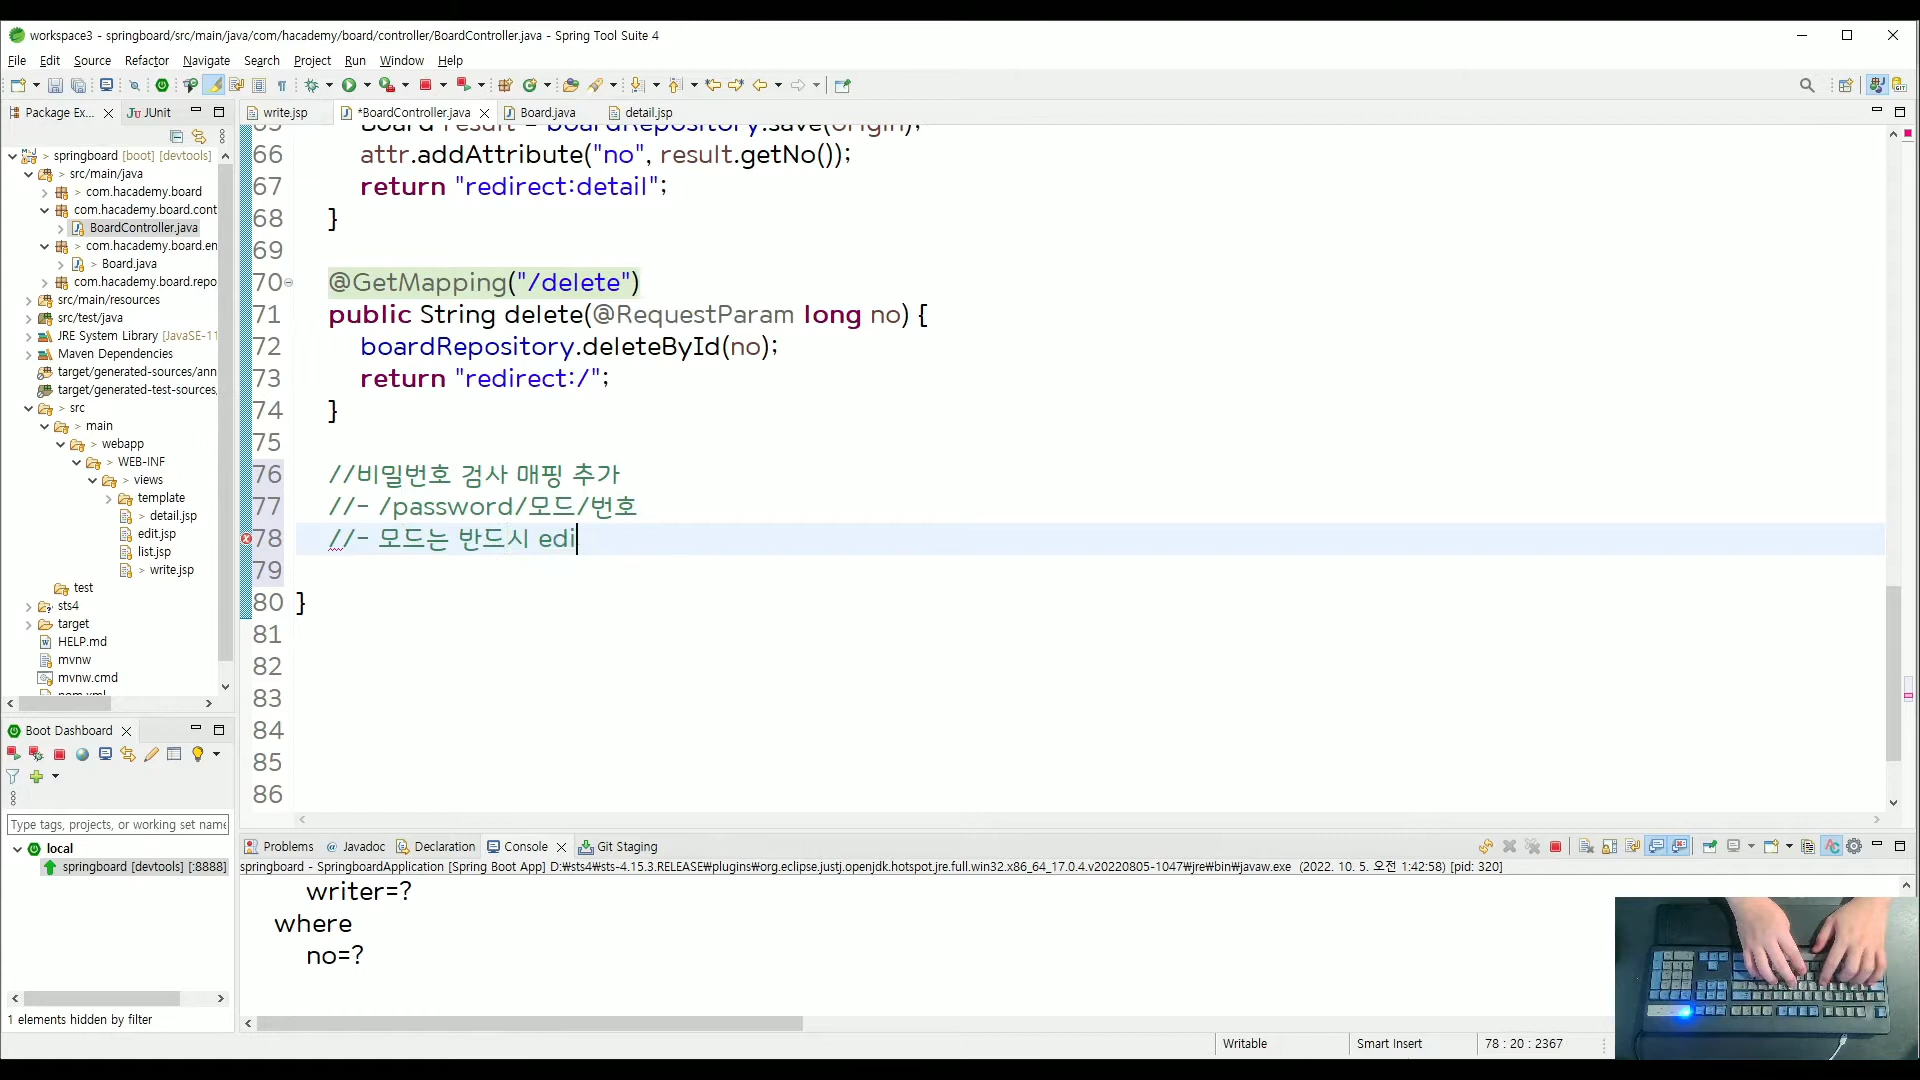 workspace3 - springboard/src/main/java/com/hacademy/board/controller/BoardController.java - Spring Tool Suite 4
File Edit Source Refactor Navigate Search Project Run Window Help
Package Ex... JUnit
write.jsp *BoardController.java Board.java detail.jsp
> springboard [boot] [devtools]
> src/main/java
> com.hacademy.board
com.hacademy.board.cont
BoardController.java
> com.hacademy.board.en
> Board.java
com.hacademy.board.repo
src/main/resources
src/test/java
JRE System Library [JavaSE-11
Maven Dependencies
target/generated-sources/ann
target/generated-test-sources,
> src
> main
> webapp
> WEB-INF
> views
template
> detail.jsp
edit.jsp
list.jsp
> write.jsp
test
> sts4
target
HELP.md
mvnw
mvnw.cmd
pom.xml
65 Board result = boardRepository.save(origin);
66 attr.addAttribute("no", result.getNo());
67 return "redirect:detail";
68 }
69
70 @GetMapping("/delete")
71 public String delete(@RequestParam long no) {
72 boardRepository.deleteById(no);
73 return "redirect:/";
74 }
75
76 //비밀번호 검사 매핑 추가
77 //- /password/모드/번호
78 //- 모드는 반드시 edi
79
80 }
81
82
83
84
85
86
Boot Dashboard
Type tags, projects, or working set name
local
springboard [devtools] [:8888]
1 elements hidden by filter
Problems @ Javadoc Declaration Console Git Staging
springboard - SpringboardApplication [Spring Boot App] D:₩sts4₩sts-4.15.3.RELEASE₩plugins₩org.eclipse.justj.openjdk.hotspot.jre.full.win32.x86_64_17.0.4.v20220805-1047₩jre₩bin₩javaw.exe (2022. 10. 5. 오전 1:42:58) [pid: 320]
writer=?
where
no=?
Writable Smart Insert 78 : 20 : 2367